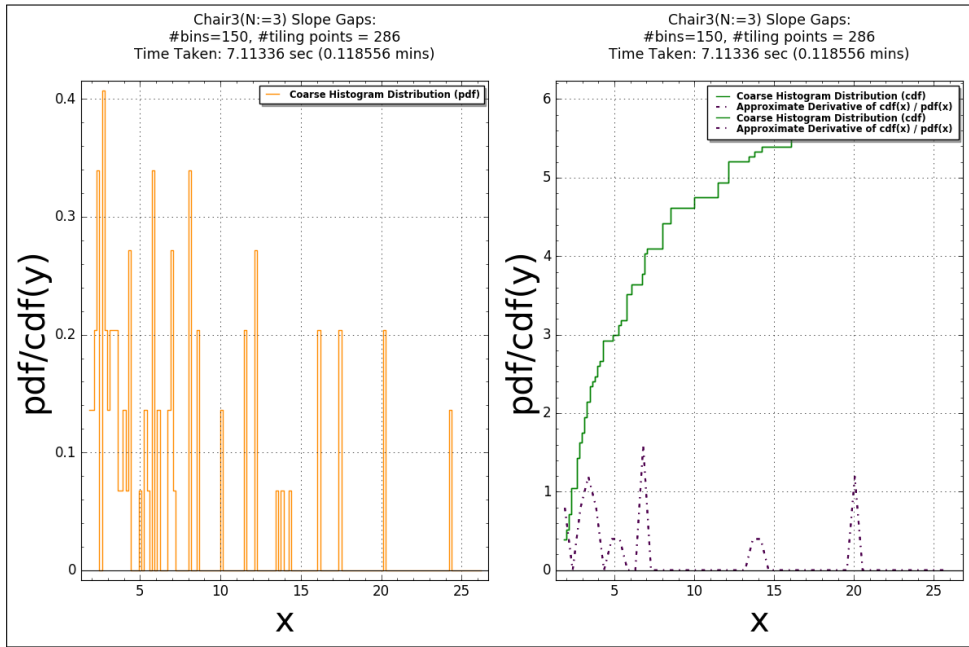 Chair3(N:=3) Slope Gaps:
#bins=150, #tiling points = 286
Time Taken: 7.11336 sec (0.118556 mins)
Coarse Histogram Distribution (pdf)
0.4
0.3
0.2
0.1
0
5
10
15
20
25
pdf/cdf(y)
x
Chair3(N:=3) Slope Gaps:
#bins=150, #tiling points = 286
Time Taken: 7.11336 sec (0.118556 mins)
Coarse Histogram Distribution (cdf)
Approximate Derivative of cdf(x) / pdf(x)
Coarse Histogram Distribution (cdf)
Approximate Derivative of cdf(x) / pdf(x)
6
5
4
3
2
1
0
5
10
15
20
25
pdf/cdf(y)
x